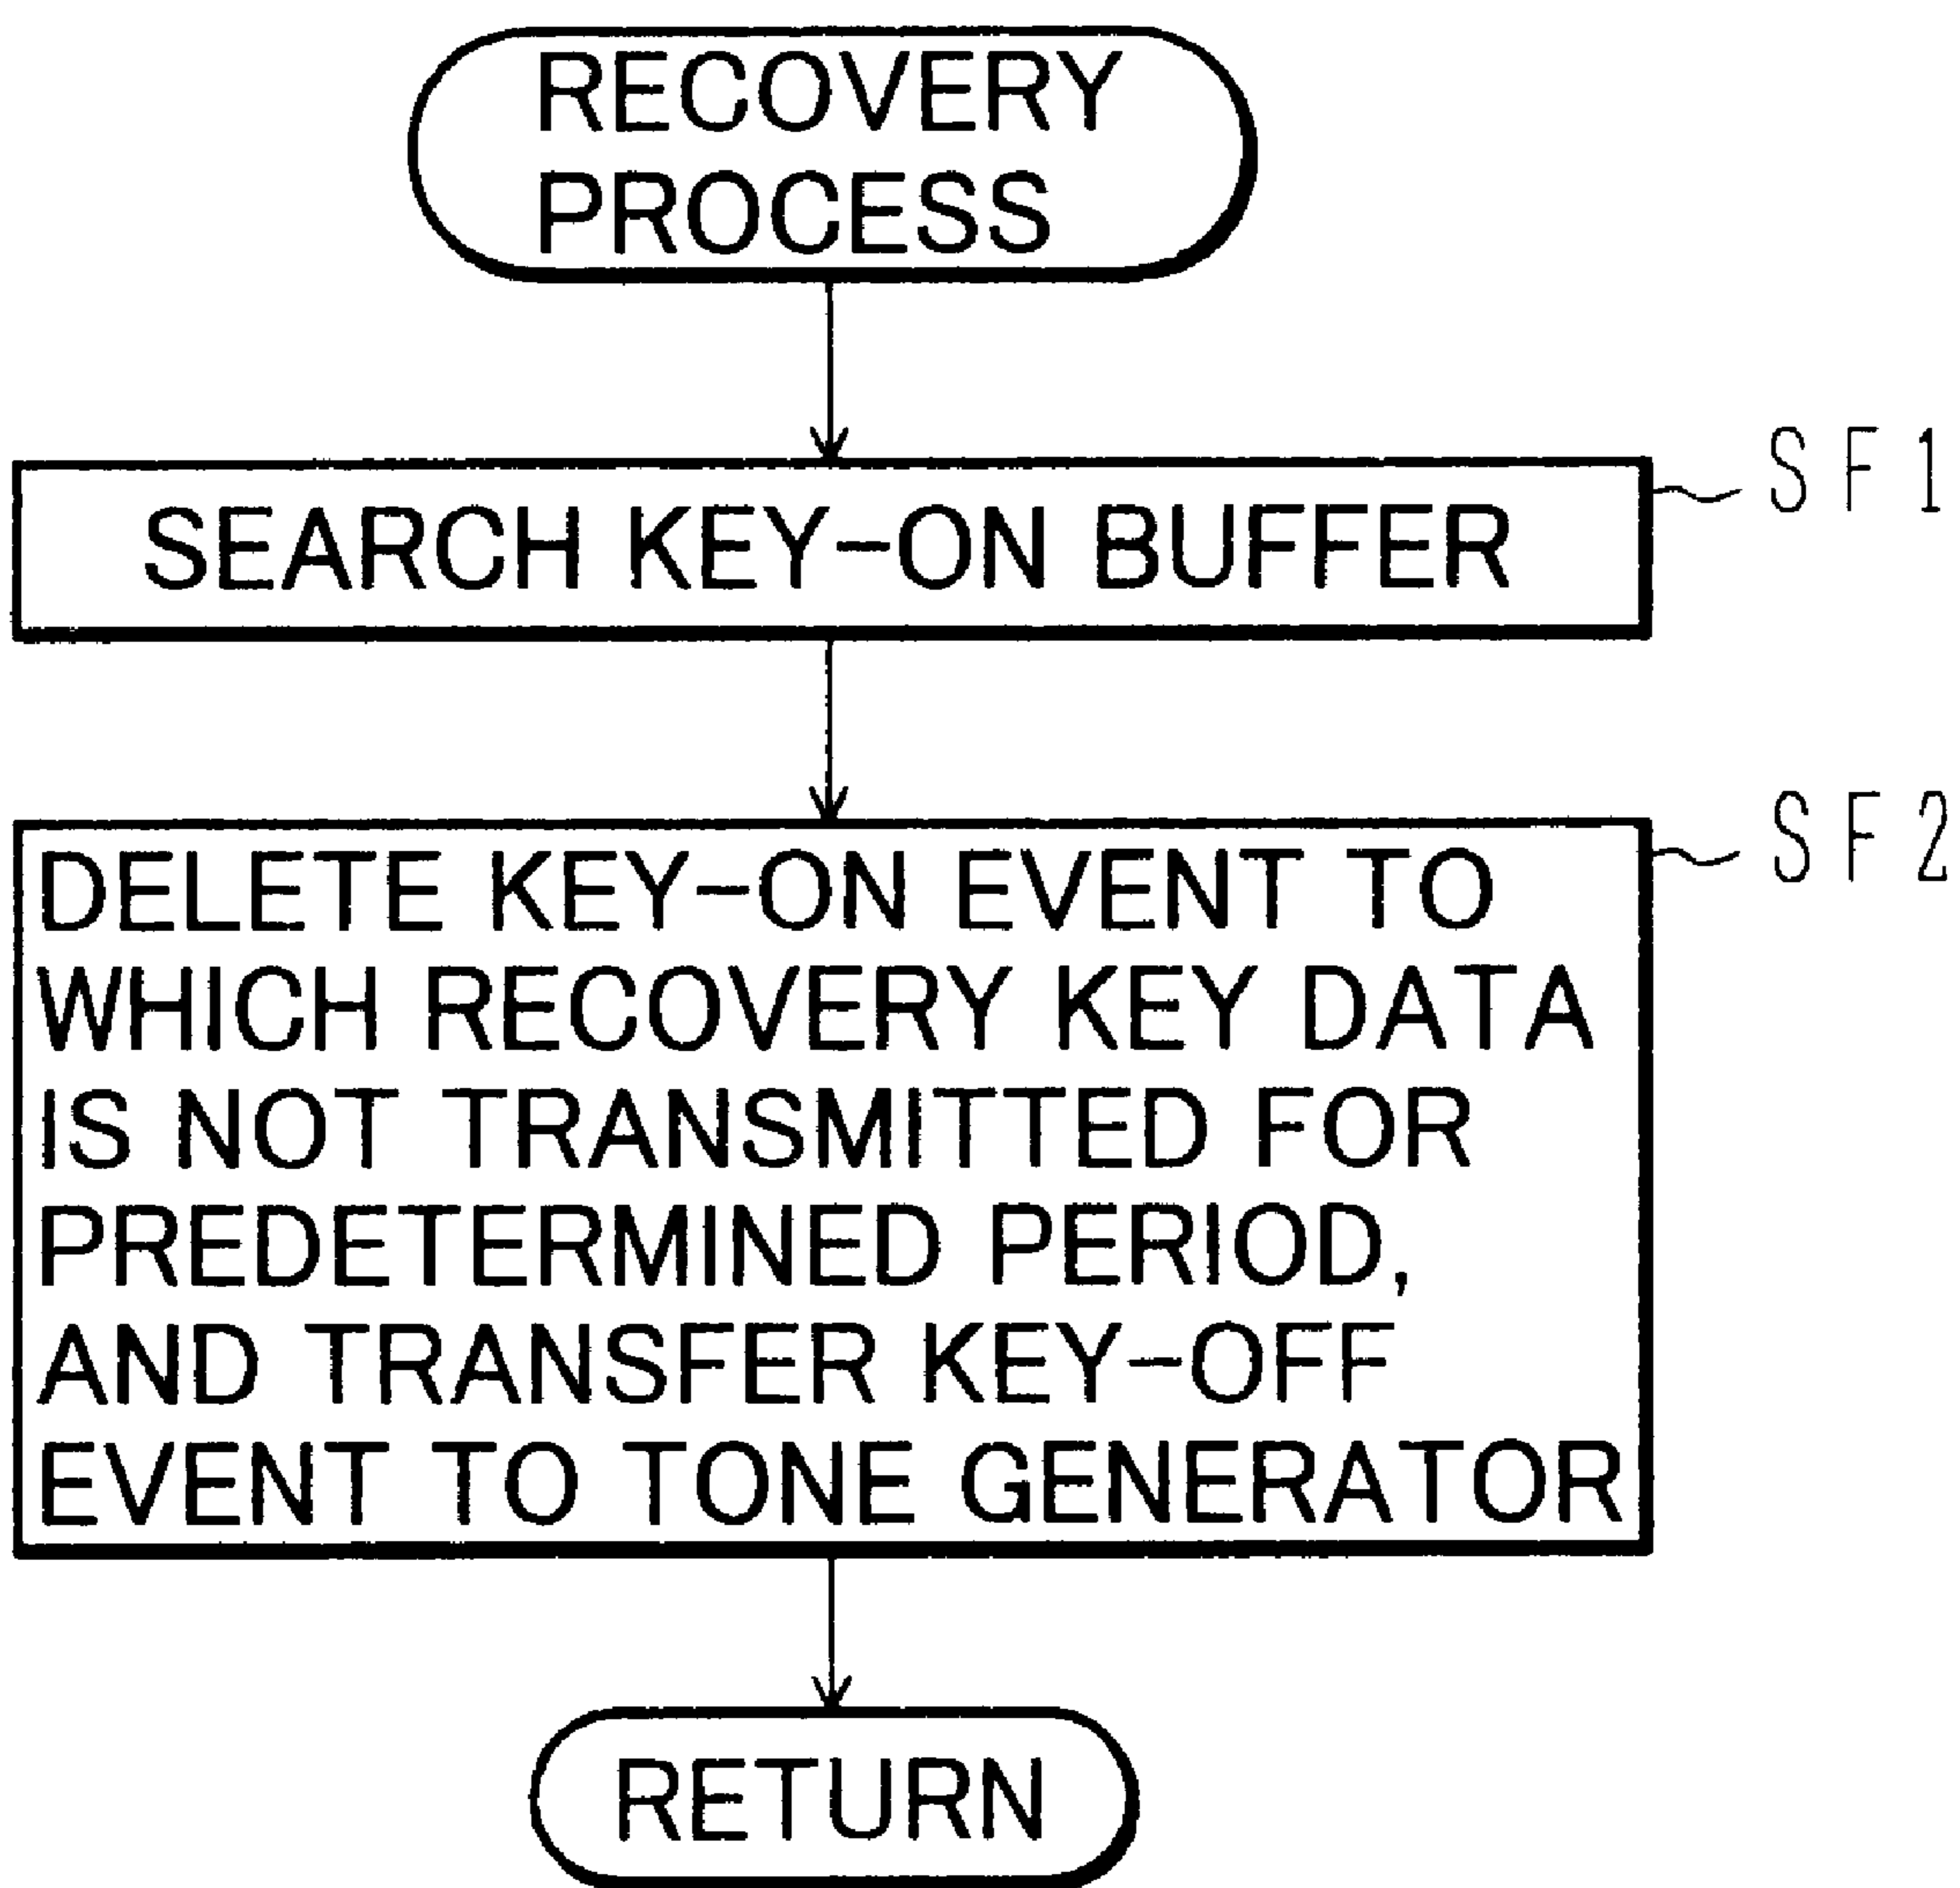 RECOVERY
PROCESS
SF1
SEARCH KEY-ON BUFFER
SF2
DELETE KEY-ON EVENT TO
WHICH RECOVERY KEY DATA
IS NOT TRANSMITTED FOR
PREDETERMINED PERIOD,
AND TRANSFER KEY-OFF
EVENT TO TONE GENERATOR
RETURN